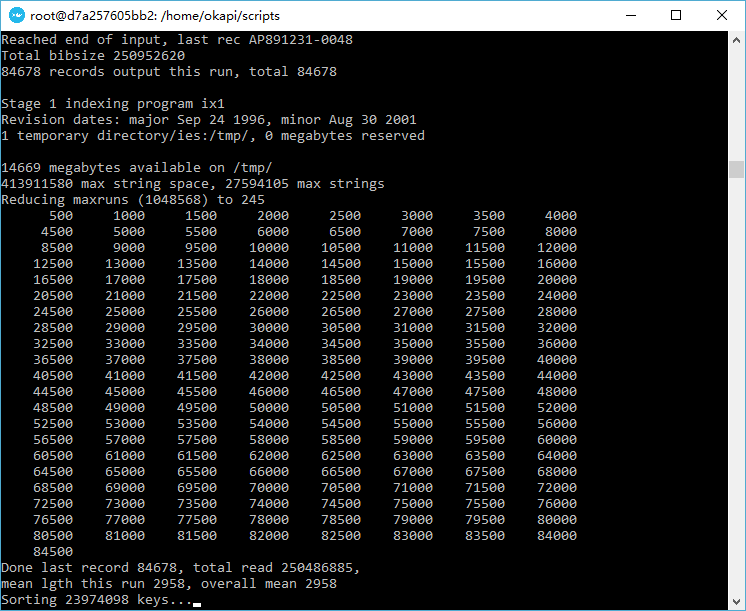 root@d7a257605bb2: /home/okapi/scripts
Reached end of input, last rec AP891231-0048
Total bibsize 250952620
84678 records output this run, total 84678
Stage 1 indexing program ix1
Revision dates: major Sep 24 1996, minor Aug 30 2001
1 temporary directory/ies:/tmp/, 0 megabytes reserved
14669 megabytes available on /tmp/
413911580 max string space, 27594105 max strings
Reducing maxruns (1048568) to 245
500 1000 1500 2000 2500 3000 3500 4000
4500 5000 5500 6000 6500 7000 7500 8000
8500 9000 9500 10000 10500 11000 11500 12000
12500 13000 13500 14000 14500 15000 15500 16000
16500 17000 17500 18000 18500 19000 19500 20000
20500 21000 21500 22000 22500 23000 23500 24000
24500 25000 25500 26000 26500 27000 27500 28000
28500 29000 29500 30000 30500 31000 31500 32000
32500 33000 33500 34000 34500 35000 35500 36000
36500 37000 37500 38000 38500 39000 39500 40000
40500 41000 41500 42000 42500 43000 43500 44000
44500 45000 45500 46000 46500 47000 47500 48000
48500 49000 49500 50000 50500 51000 51500 52000
52500 53000 53500 54000 54500 55000 55500 56000
56500 57000 57500 58000 58500 59000 59500 60000
60500 61000 61500 62000 62500 63000 63500 64000
64500 65000 65500 66000 66500 67000 67500 68000
68500 69000 69500 70000 70500 71000 71500 72000
72500 73000 73500 74000 74500 75000 75500 76000
76500 77000 77500 78000 78500 79000 79500 80000
80500 81000 81500 82000 82500 83000 83500 84000
84500
Done last record 84678, total read 250486885,
mean lgth this run 2958, overall mean 2958
Sorting 23974098 keys...